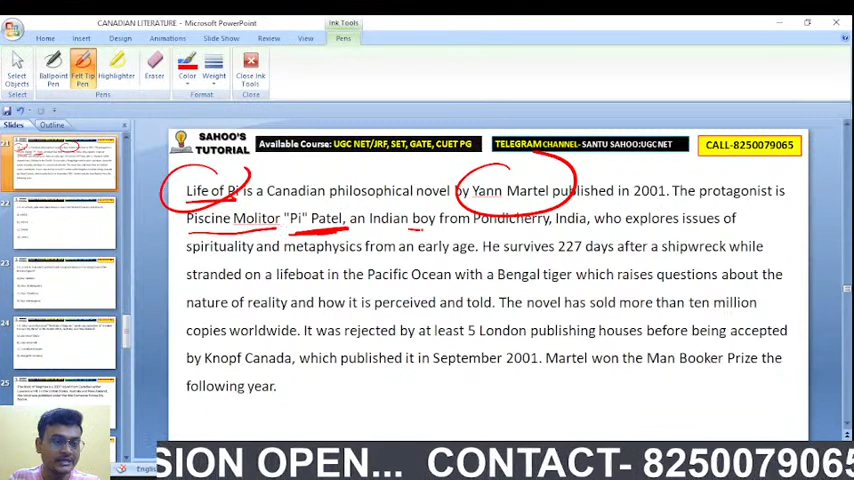 CANADIAN LITERATURE - Microsoft PowerPoint
Ink Tools
Home Insert Design Animations Slideshow Review View Pens
Select Objects
Ballpoint Pen
Felt Tip Pen
Highlighter
Eraser
Color
Weight
Close Ink Tools
Select
Pens
Format
Close
Slides Outline
21
22
23
24
25
SAHOO'S TUTORIAL
Available Course: UGC NET/JRF, SET, GATE, CUET PG
TELEGRAM CHANNEL- SANTU SAHOO:UGC NET
CALL-8250079065
Life of Pi is a Canadian philosophical novel by Yann Martel published in 2001. The protagonist is
Piscine Molitor "Pi" Patel, an Indian boy from Pondicherry, India, who explores issues of
spirituality and metaphysics from an early age. He survives 227 days after a shipwreck while
stranded on a lifeboat in the Pacific Ocean with a Bengal tiger which raises questions about the
nature of reality and how it is perceived and told. The novel has sold more than ten million
copies worldwide. It was rejected by at least 5 London publishing houses before being accepted
by Knopf Canada, which published it in September 2001. Martel won the Man Booker Prize the
following year.
SION OPEN... CONTACT- 8250079065